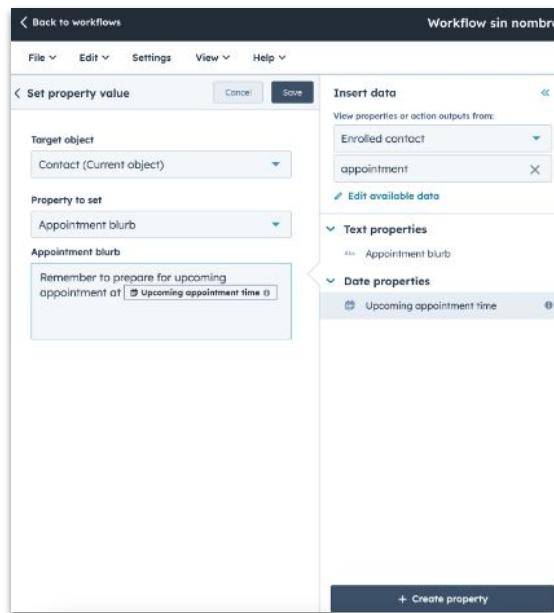 Back to workflows
Workflow sin nombre
File Edit Settings View Help
Set property value
Cancel
Save
Target object
Contact (Current object)
Property to set
Appointment blurb
Appointment blurb
Remember to prepare for upcoming
appointment at Upcoming appointment time
Insert data
View properties or action outputs from:
Enrolled contact
appointment
Edit available data
Text properties
Abc Appointment blurb
Date properties
Upcoming appointment time
+ Create property